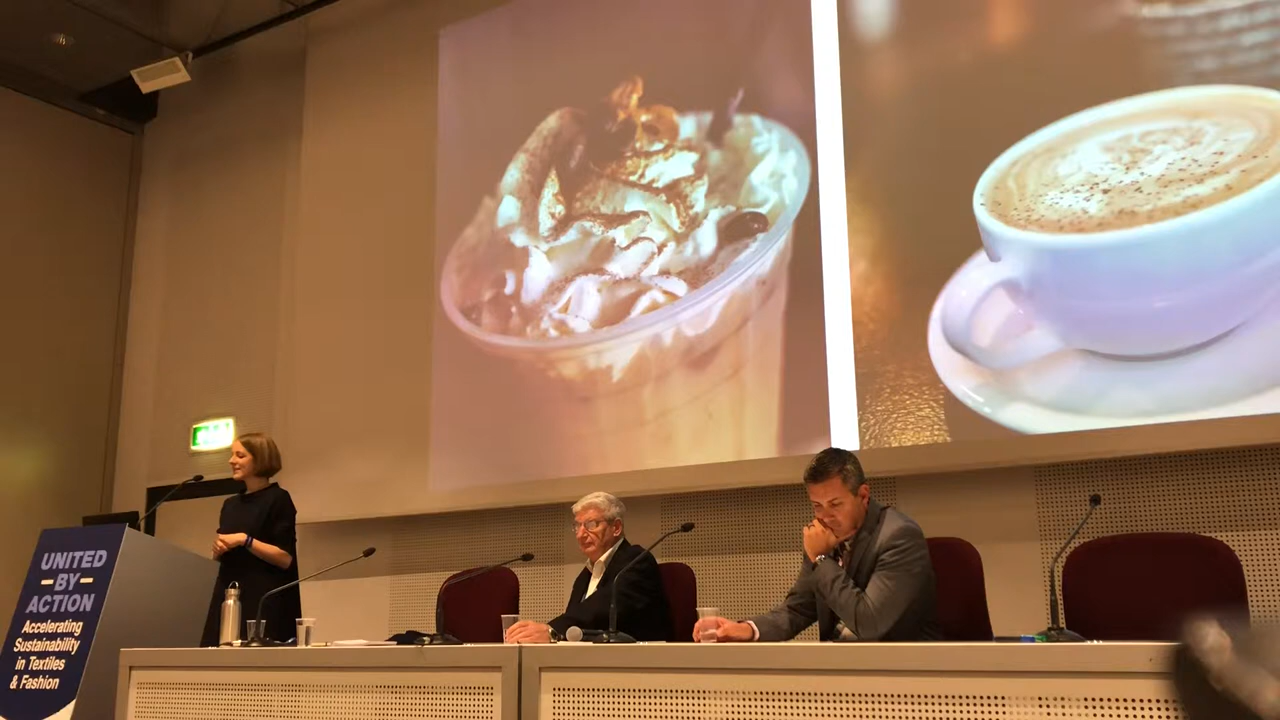 UNITED
BY
ACTION
Accelerating
Sustainability
in Textiles
& Fashion